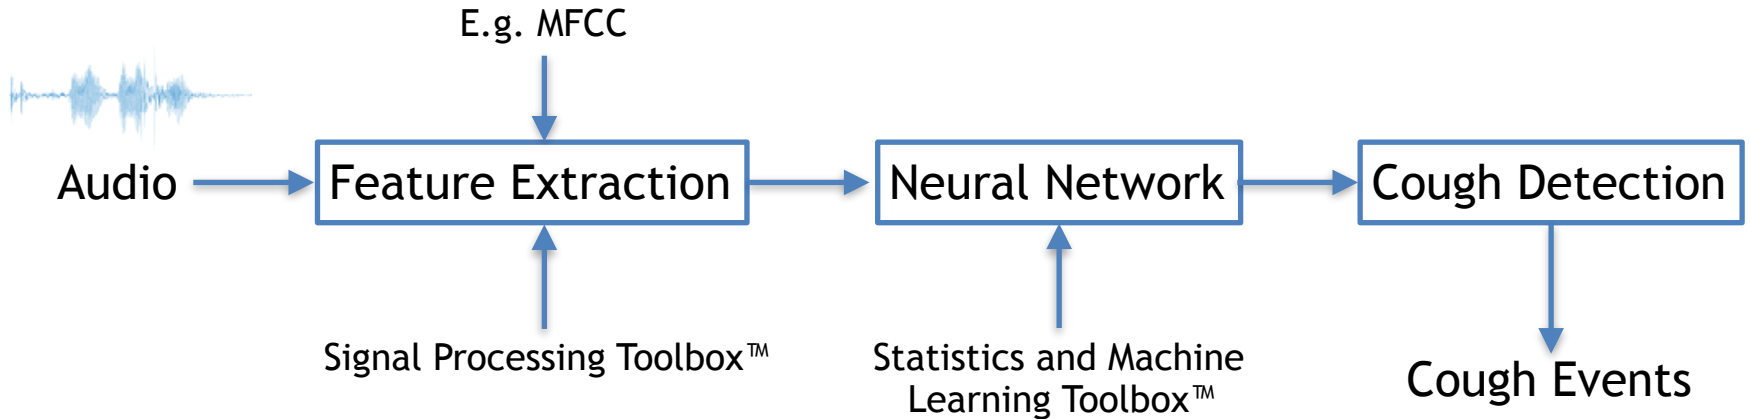 E.g. MFCC
Audio
Feature Extraction
Neural Network
Cough Detection
Signal Processing Toolbox™
Statistics and Machine
Learning Toolbox™
Cough Events